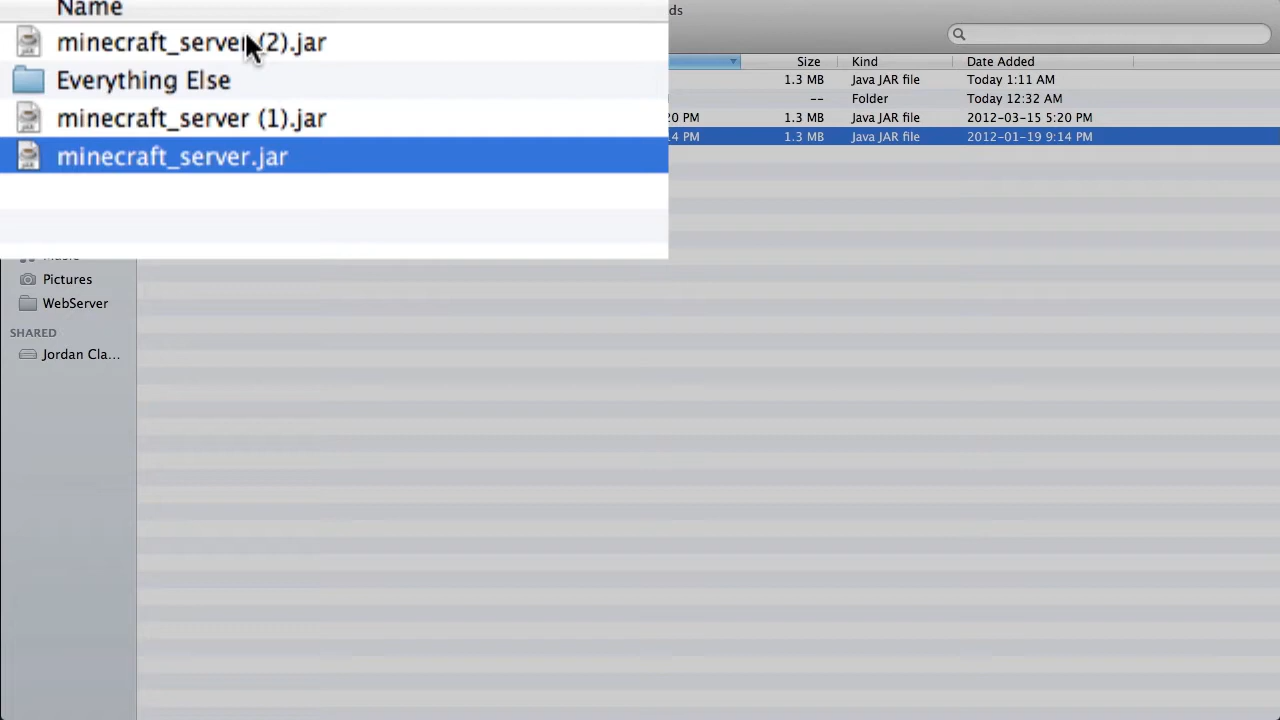 ds
Name
Size Kind Date Added
minecraft_server (2).jar 1.3 MB Java JAR file Today 1:11 AM
Everything Else -- Folder Today 12:32 AM
minecraft_server (1).jar 20 PM 1.3 MB Java JAR file 2012-03-15 5:20 PM
minecraft_server.jar 14 PM 1.3 MB Java JAR file 2012-01-19 9:14 PM
Pictures
WebServer
SHARED
Jordan Cla...